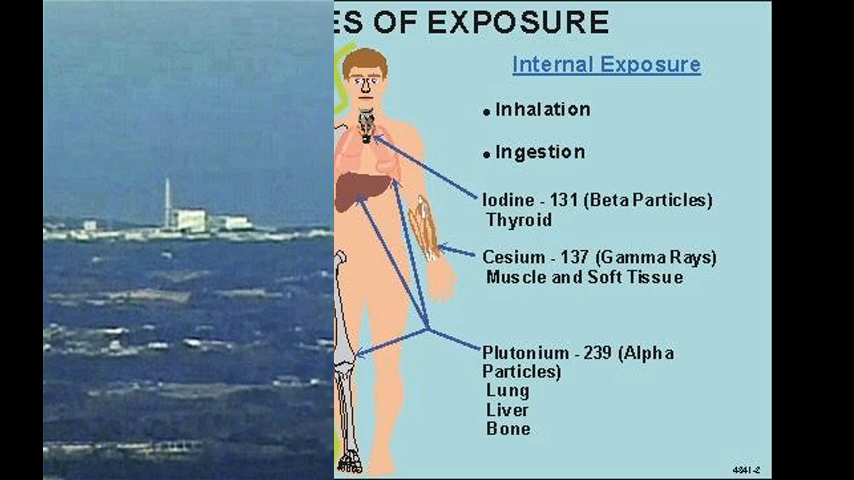 ES OF EXPOSURE
Internal Exposure
• Inhalation
• Ingestion
Iodine - 131 (Beta Particles)
Thyroid
Cesium - 137 (Gamma Rays)
Muscle and Soft Tissue
Plutonium - 239 (Alpha
Particles)
Lung
Liver
Bone
4841-2